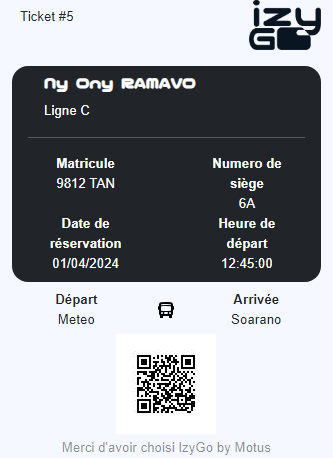 Ticket #5
izy
GO
Ny Ony RAMAVO
Ligne C
Matricule
9812 TAN
Numero de
siège
6A
Date de
réservation
01/04/2024
Heure de
départ
12:45:00
Départ
Meteo
Arrivée
Soarano
Merci d'avoir choisi IzyGo by Motus